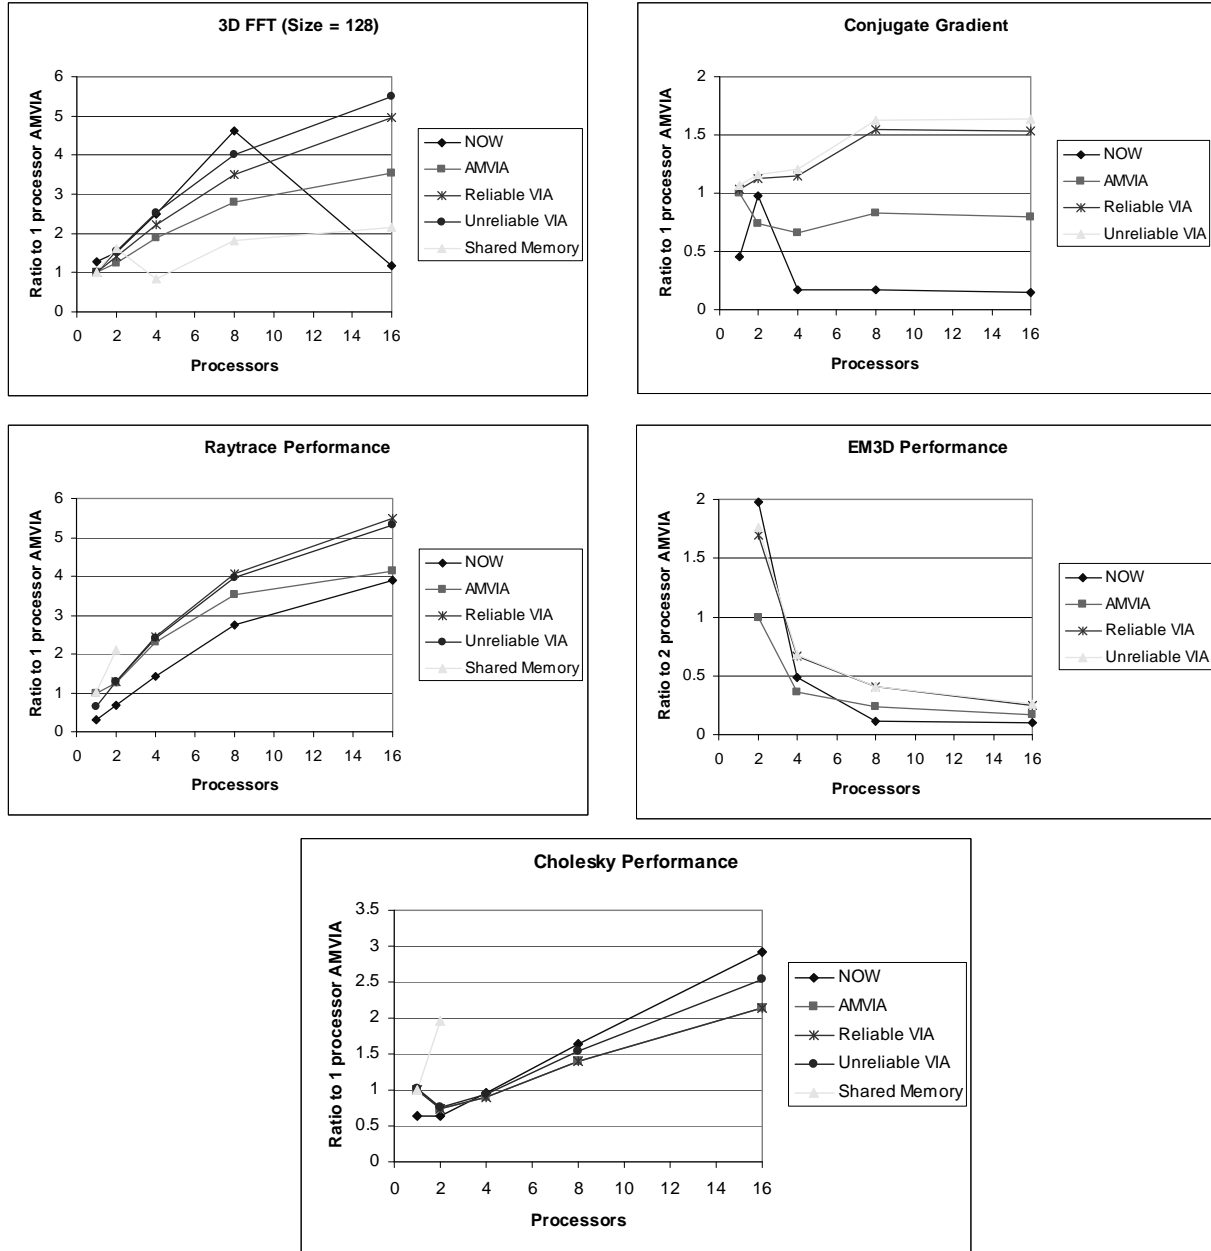 3D FFT (Size = 128)
Ratio to 1 processor AMVIA
6
5
4
3
2
1
0
0 2 4 6 8 10 12 14 16
Processors
NOW
AMVIA
Reliable VIA
Unreliable VIA
Shared Memory
Conjugate Gradient
Ratio to 1 processor AMVIA
2
1.5
1
0.5
0
0 2 4 6 8 10 12 14 16
Processors
NOW
AMVIA
Reliable VIA
Unreliable VIA
Raytrace Performance
Ratio to 1 processor AMVIA
6
5
4
3
2
1
0
0 2 4 6 8 10 12 14 16
Processors
NOW
AMVIA
Reliable VIA
Unreliable VIA
Shared Memory
EM3D Performance
Ratio to 2 processor AMVIA
2
1.5
1
0.5
0
0 2 4 6 8 10 12 14 16
Processors
NOW
AMVIA
Reliable VIA
Unreliable VIA
Cholesky Performance
Ratio to 1 processor AMVIA
3.5
3
2.5
2
1.5
1
0.5
0
0 2 4 6 8 10 12 14 16
Processors
NOW
AMVIA
Reliable VIA
Unreliable VIA
Shared Memory